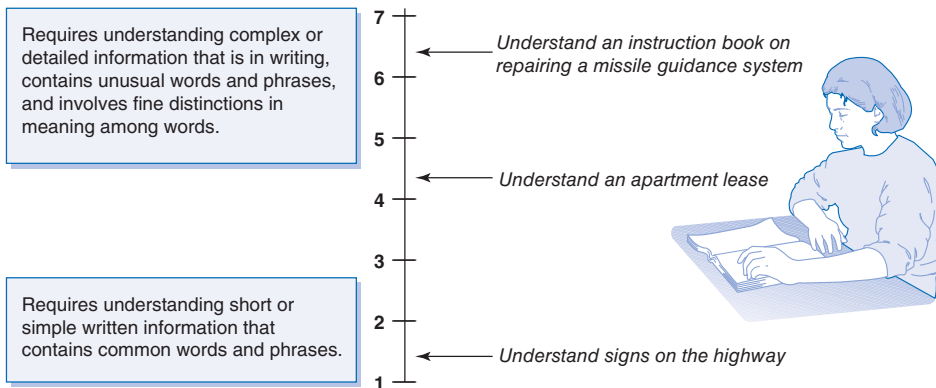 Requires understanding complex or
detailed information that is in writing,
contains unusual words and phrases,
and involves fine distinctions in
meaning among words.
7
6
5
4
3
2
1
Understand an instruction book on
repairing a missile guidance system
Understand an apartment lease
Requires understanding short or
simple written information that
contains common words and phrases.
Understand signs on the highway